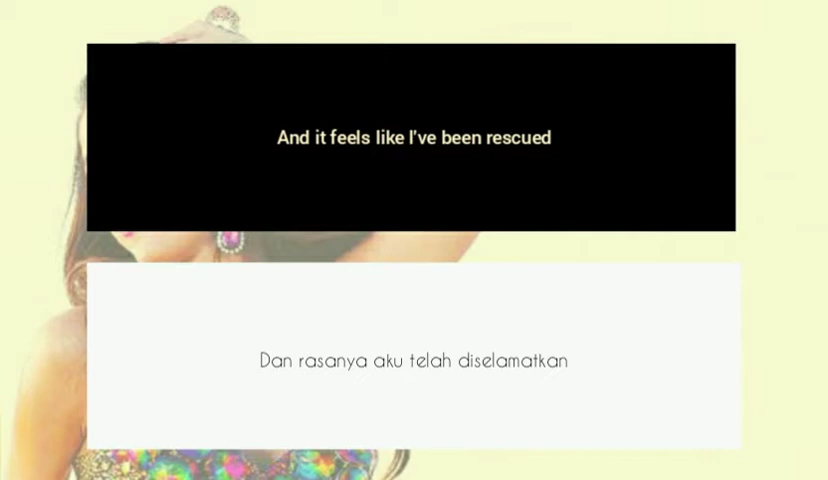 And it feels like I've been rescued
Dan rasanya aku telah diselamatkan